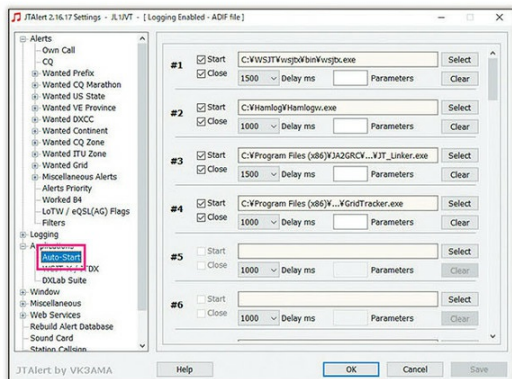 JTAlert 2.16.17 Settings - JL1JVT - [ Logging Enabled - ADIF file ]
Alerts
Own Call
CQ
Wanted Prefix
Wanted CQ Marathon
Wanted US State
Wanted VE Province
Wanted DXCC
Wanted Continent
Wanted CQ Zone
Wanted ITU Zone
Wanted Grid
Miscellaneous Alerts
Alerts Priority
Worked B4
LoTW / eQSL(AG) Flags
Filters
Logging
Applications
Auto-Start
WSJT-X / JTDX
DXLab Suite
Window
Miscellaneous
Web Services
Rebuild Alert Database
Sound Card
Station Callsign
#1 Start C:¥WSJT¥wsjtx¥bin¥wsjtx.exe Select
Close 1500 Delay ms Parameters Clear
#2 Start C:¥Hamlog¥Hamlogw.exe Select
Close 1000 Delay ms Parameters Clear
#3 Start C:¥Program Files (x86)¥JA2GRC¥...¥JT_Linker.exe Select
Close 1500 Delay ms Parameters Clear
#4 Start C:¥Program Files (x86)¥...¥GridTracker.exe Select
Close 1000 Delay ms Parameters Clear
#5 Start Select
Close 1000 Delay ms Parameters Clear
#6 Start Select
Close 1000 Delay ms Parameters Clear
JTAlert by VK3AMA Help OK Cancel Save